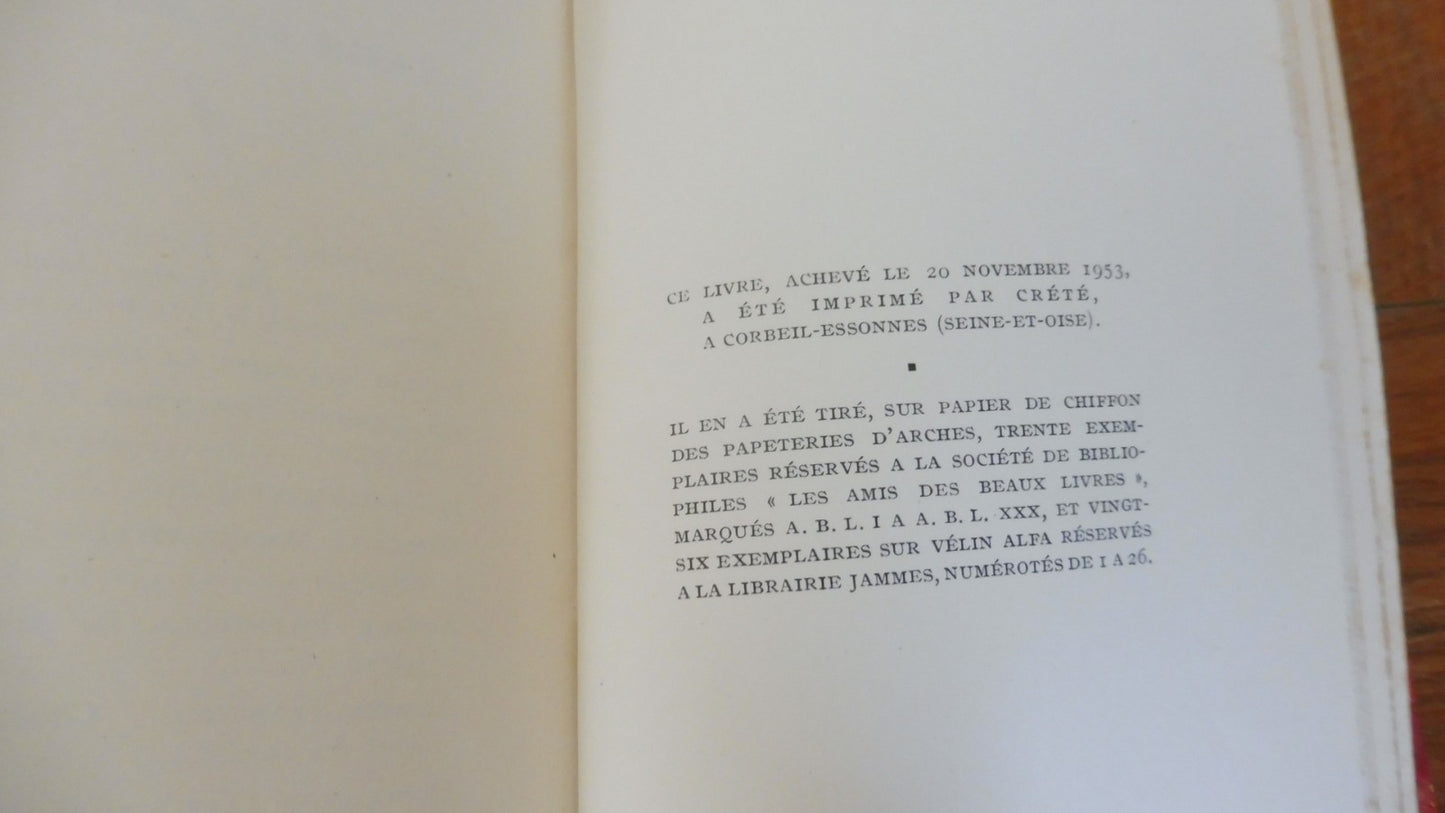 CE LIVRE, ACHEVÉ LE 20 NOVEMBRE 1953,
A ÉTÉ IMPRIMÉ PAR CRÉTÉ,
A CORBEIL-ESSONNES (SEINE-ET-OISE).
IL EN A ÉTÉ TIRÉ, SUR PAPIER DE CHIFFON
DES PAPETERIES D'ARCHES, TRENTE EXEM-
PLAIRES RÉSERVÉS A LA SOCIÉTÉ DE BIBLIO-
PHILES « LES AMIS DES BEAUX LIVRES »,
MARQUÉS A. B. L. I A A. B. L. XXX, ET VINGT-
SIX EXEMPLAIRES SUR VÉLIN ALFA RÉSERVÉS
A LA LIBRAIRIE JAMMES, NUMÉROTÉS DE 1 A 26.